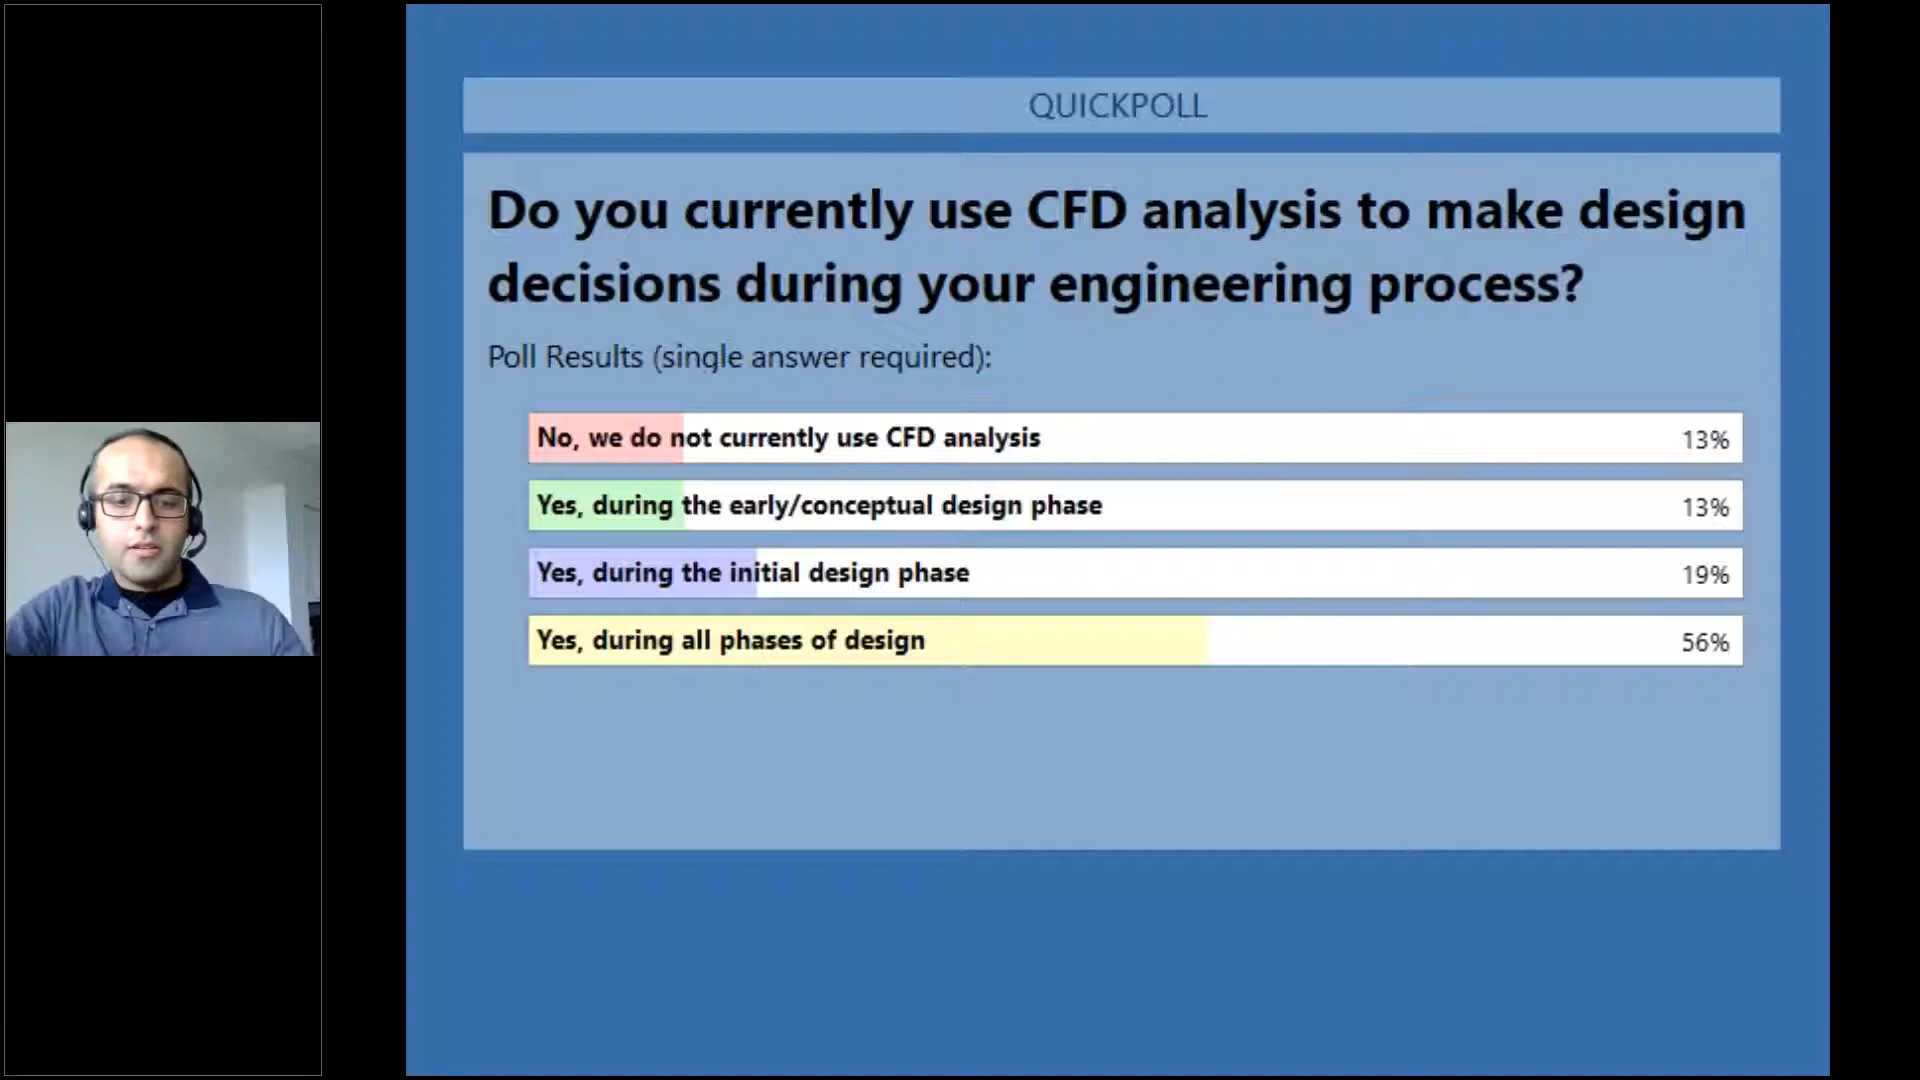 QUICKPOLL
Do you currently use CFD analysis to make design
decisions during your engineering process?
Poll Results (single answer required):
No, we do not currently use CFD analysis 13%
Yes, during the early/conceptual design phase 13%
Yes, during the initial design phase 19%
Yes, during all phases of design 56%